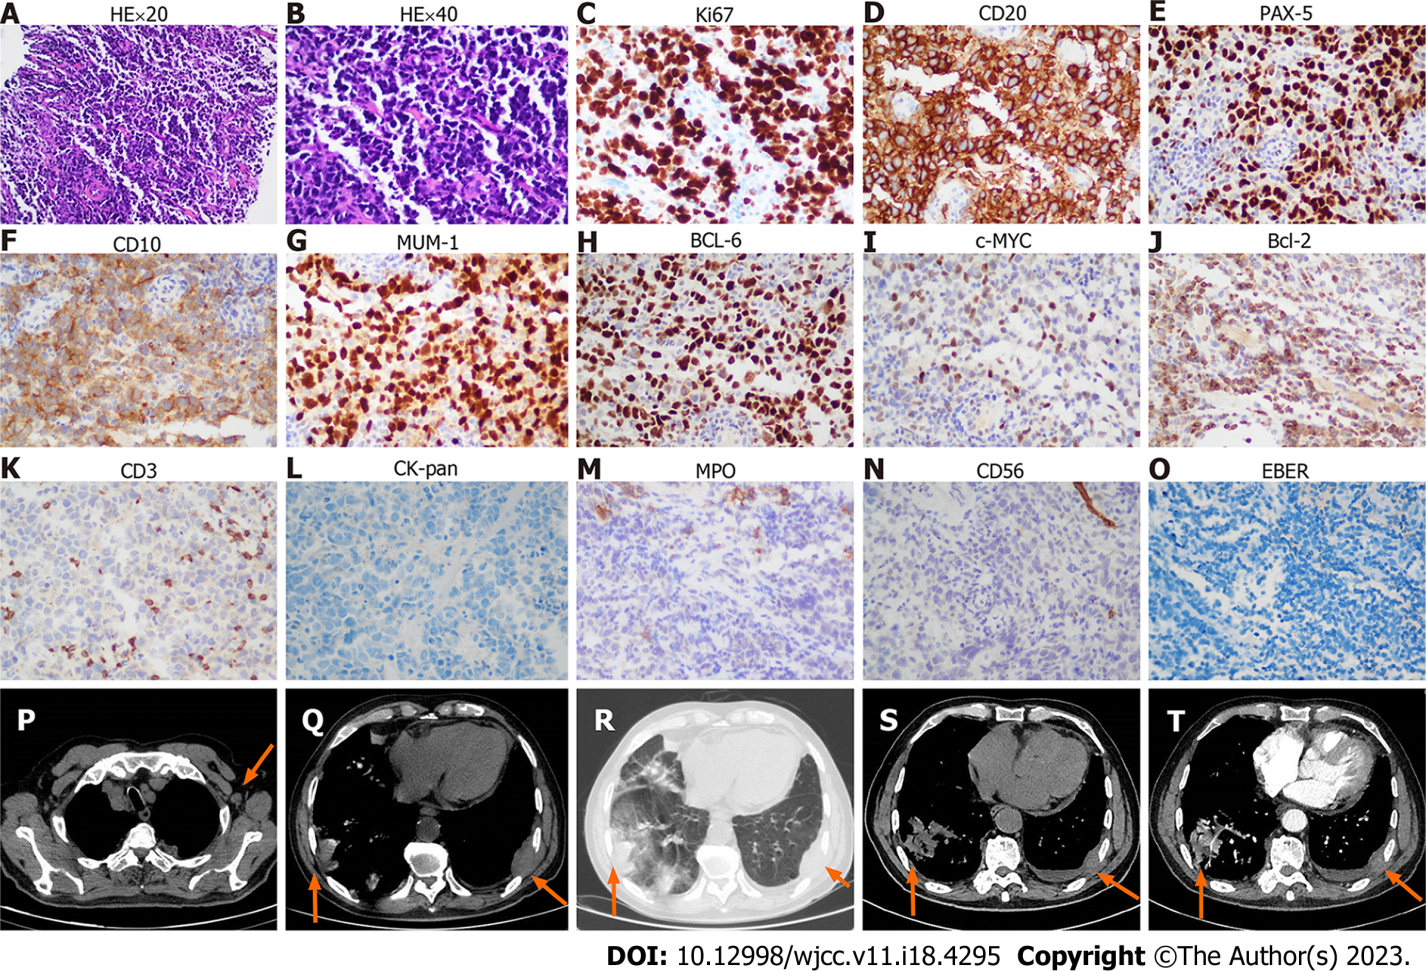 A HE×20 B HE×40 C Ki67 D CD20 E PAX-5
F CD10 G MUM-1 H BCL-6 I c-MYC J Bcl-2
K CD3 L CK-pan M MPO N CD56 O EBER
P Q R S T
DOI: 10.12998/wjcc.v11.i18.4295 Copyright ©The Author(s) 2023.